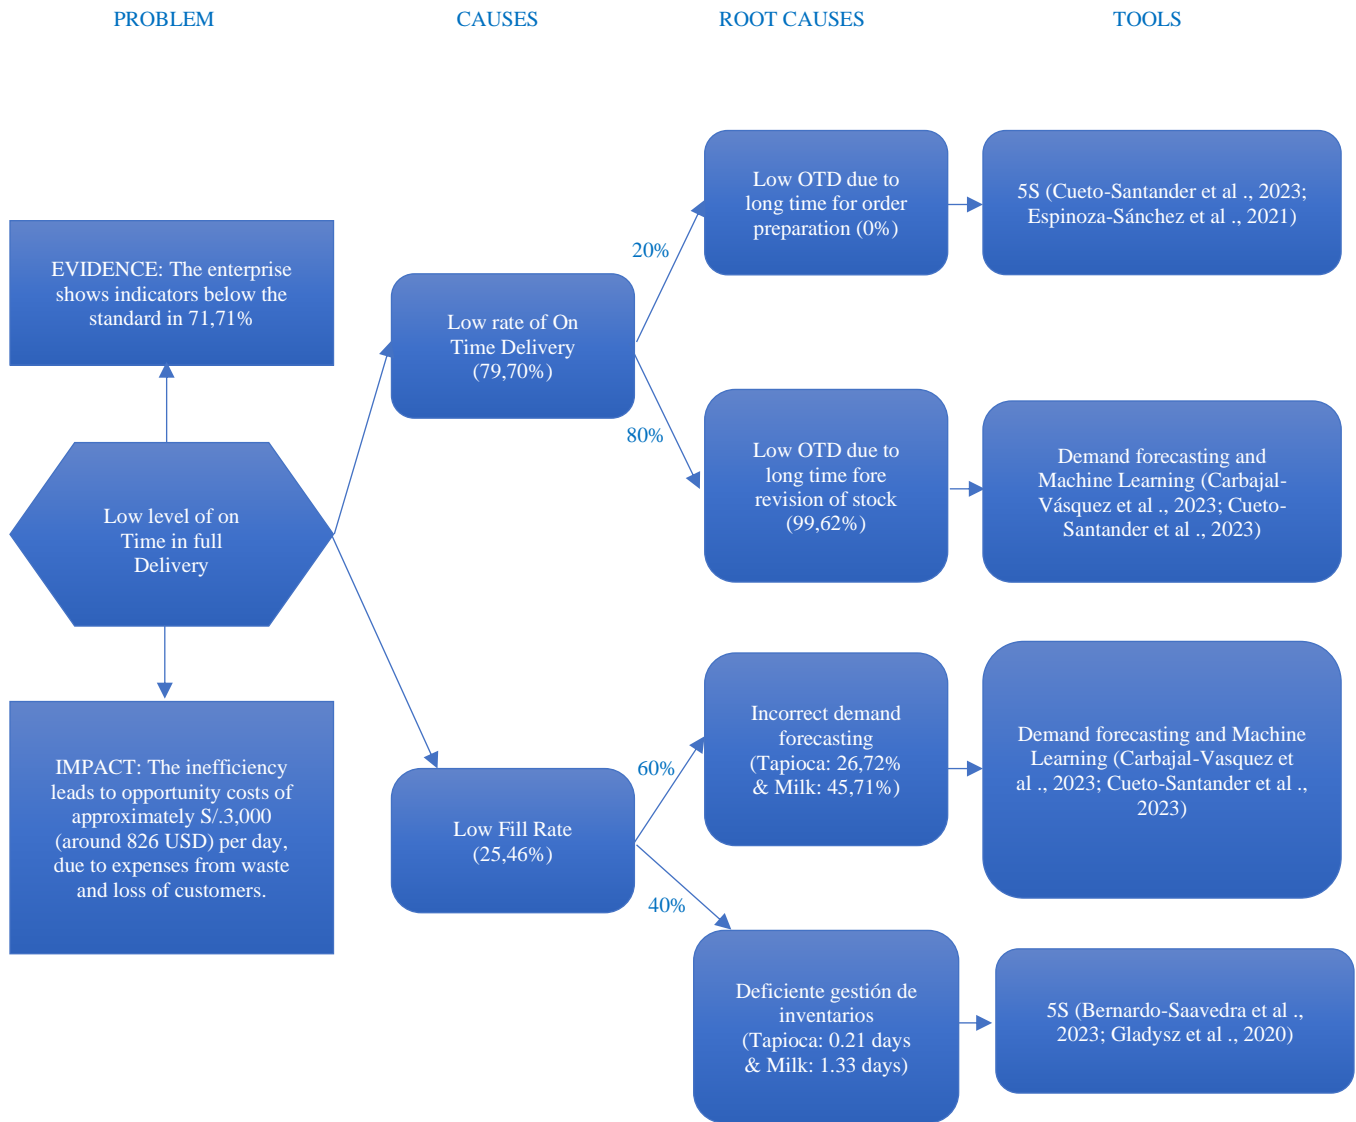 PROBLEM
CAUSES
ROOT CAUSES
TOOLS
EVIDENCE: The enterprise
shows indicators below the
standard in 71,71%
Low level of on
Time in full
Delivery
IMPACT: The inefficiency
leads to opportunity costs of
approximately S/.3,000
(around 826 USD) per day,
due to expenses from waste
and loss of customers.
Low rate of On
Time Delivery
(79,70%)
Low Fill Rate
(25,46%)
20%
80%
60%
40%
Low OTD due to
long time for order
preparation (0%)
Low OTD due to
long time fore
revision of stock
(99,62%)
Incorrect demand
forecasting
(Tapioca: 26,72%
& Milk: 45,71%)
Deficiente gestión de
inventarios
(Tapioca: 0.21 days
& Milk: 1.33 days)
5S (Cueto-Santander et al ., 2023;
Espinoza-Sánchez et al ., 2021)
Demand forecasting and
Machine Learning (Carbajal-
Vásquez et al ., 2023; Cueto-
Santander et al ., 2023)
Demand forecasting and Machine
Learning (Carbajal-Vasquez et
al ., 2023; Cueto-Santander et al .,
2023)
5S (Bernardo-Saavedra et al .,
2023; Gladysz et al ., 2020)